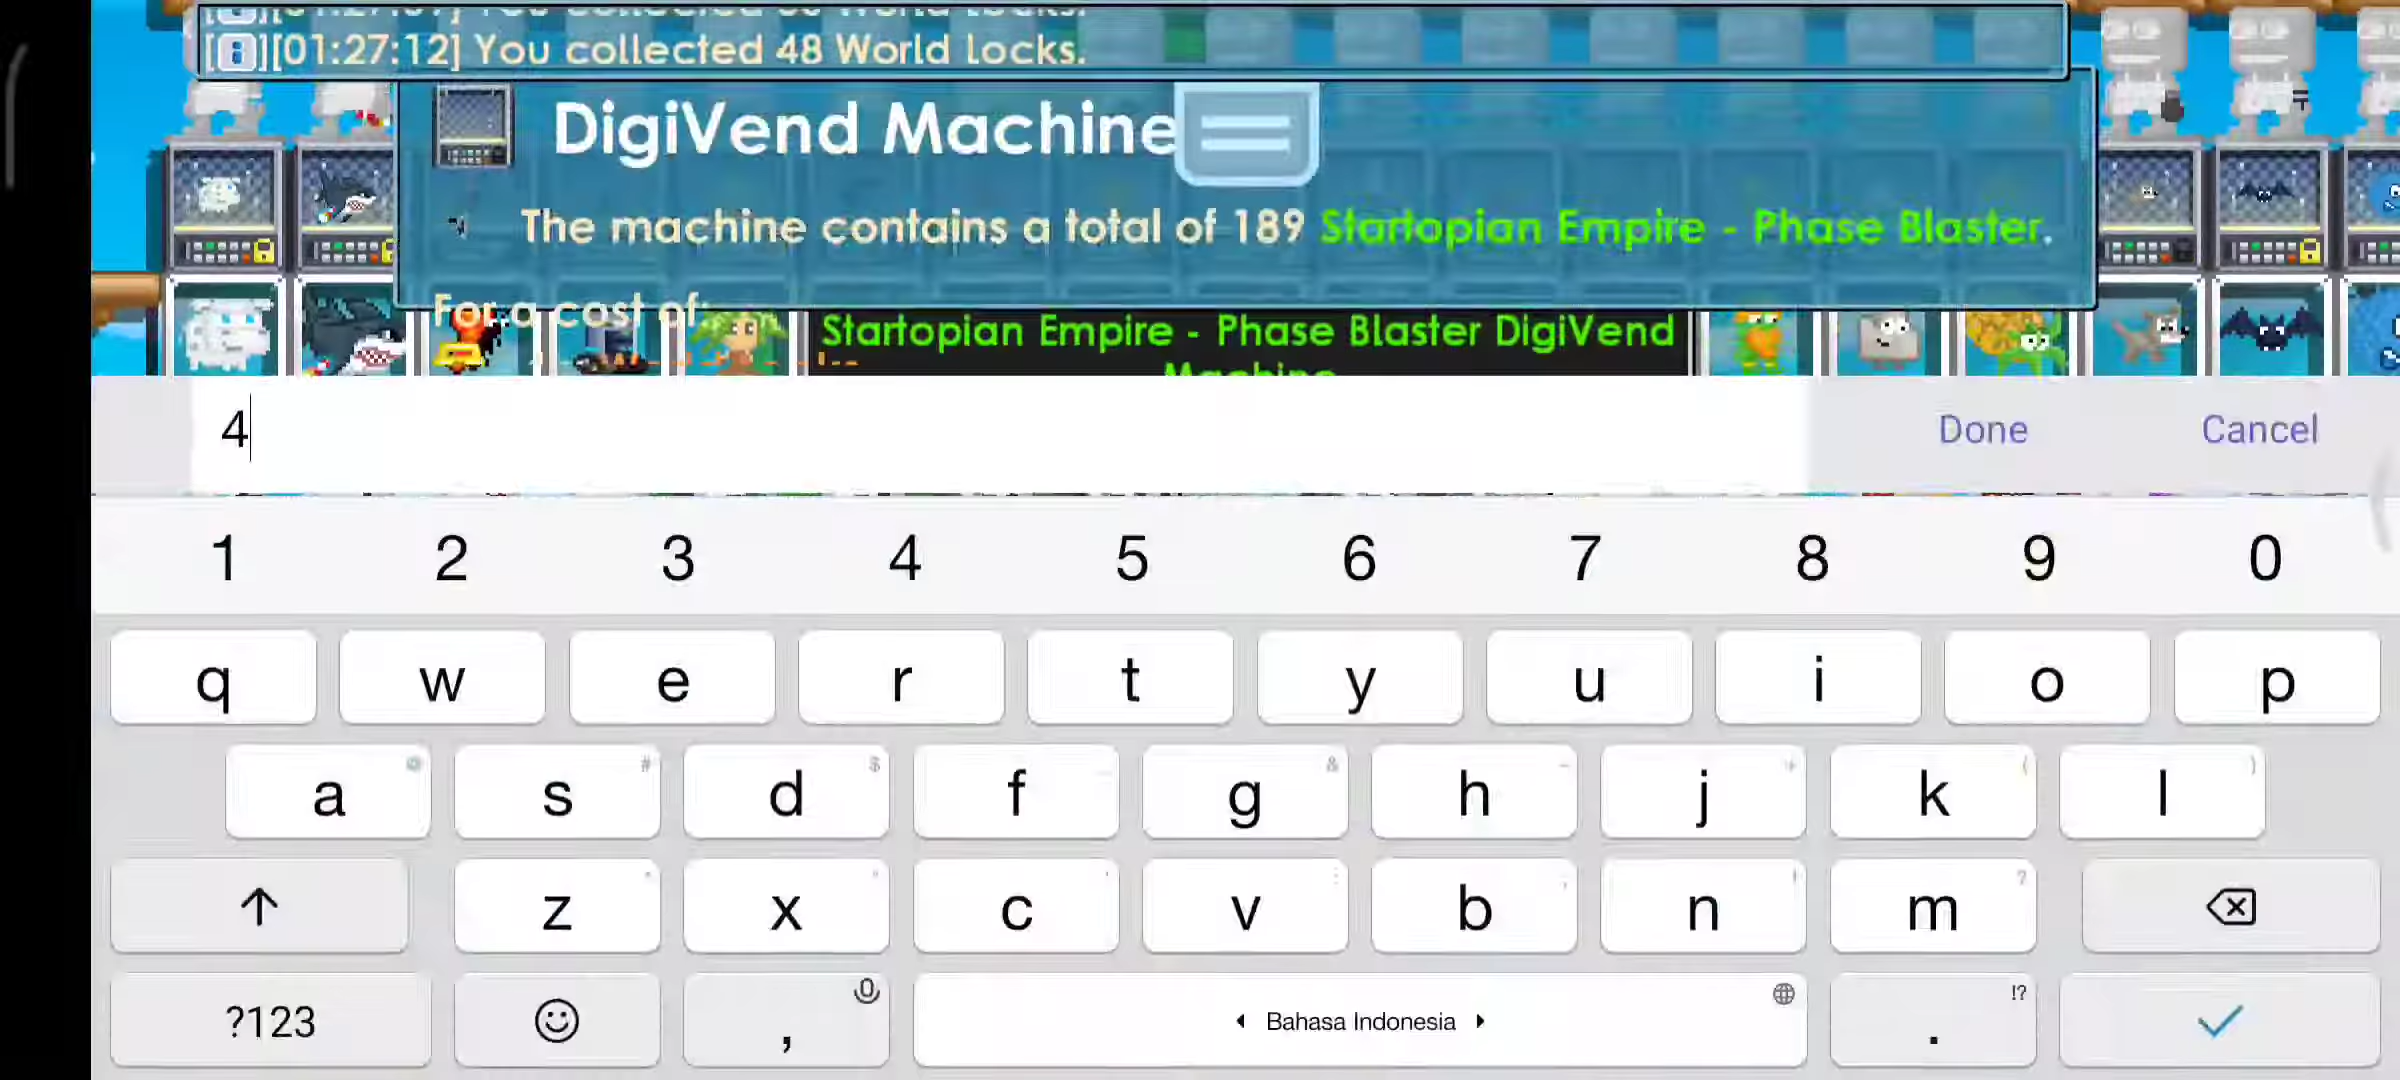 [i][01:27:12] You collected 48 World Locks.
DigiVend Machine
The machine contains a total of 189 Startopian Empire - Phase Blaster.
For a cost of:
Startopian Empire - Phase Blaster DigiVend
Machine
4
Done Cancel
1 2 3 4 5 6 7 8 9 0
q w e r t y u i o p
a s d f g h j k l
z x c v b n m
?123 , Bahasa Indonesia . !?